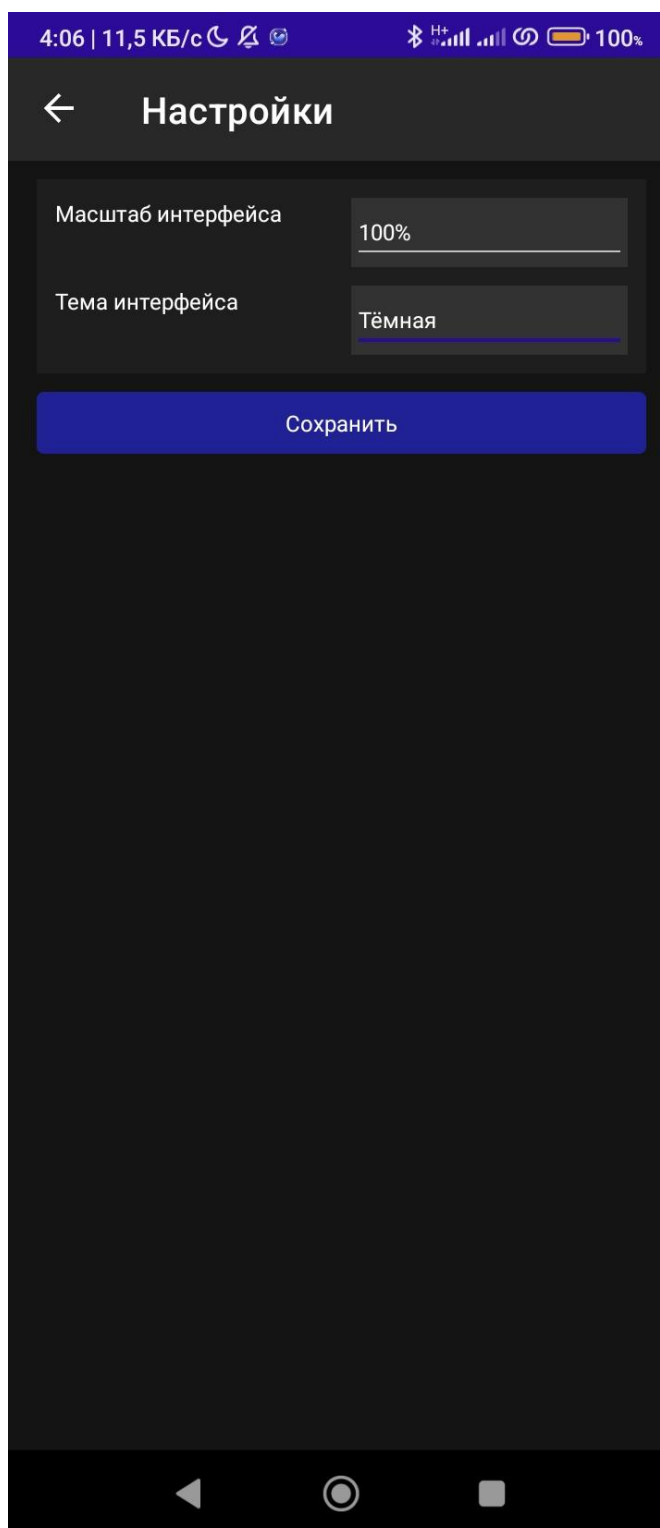 4:06 | 11,5 КБ/с H+ 100%
Настройки
Масштаб интерфейса
100%
Тема интерфейса
Тёмная
Сохранить